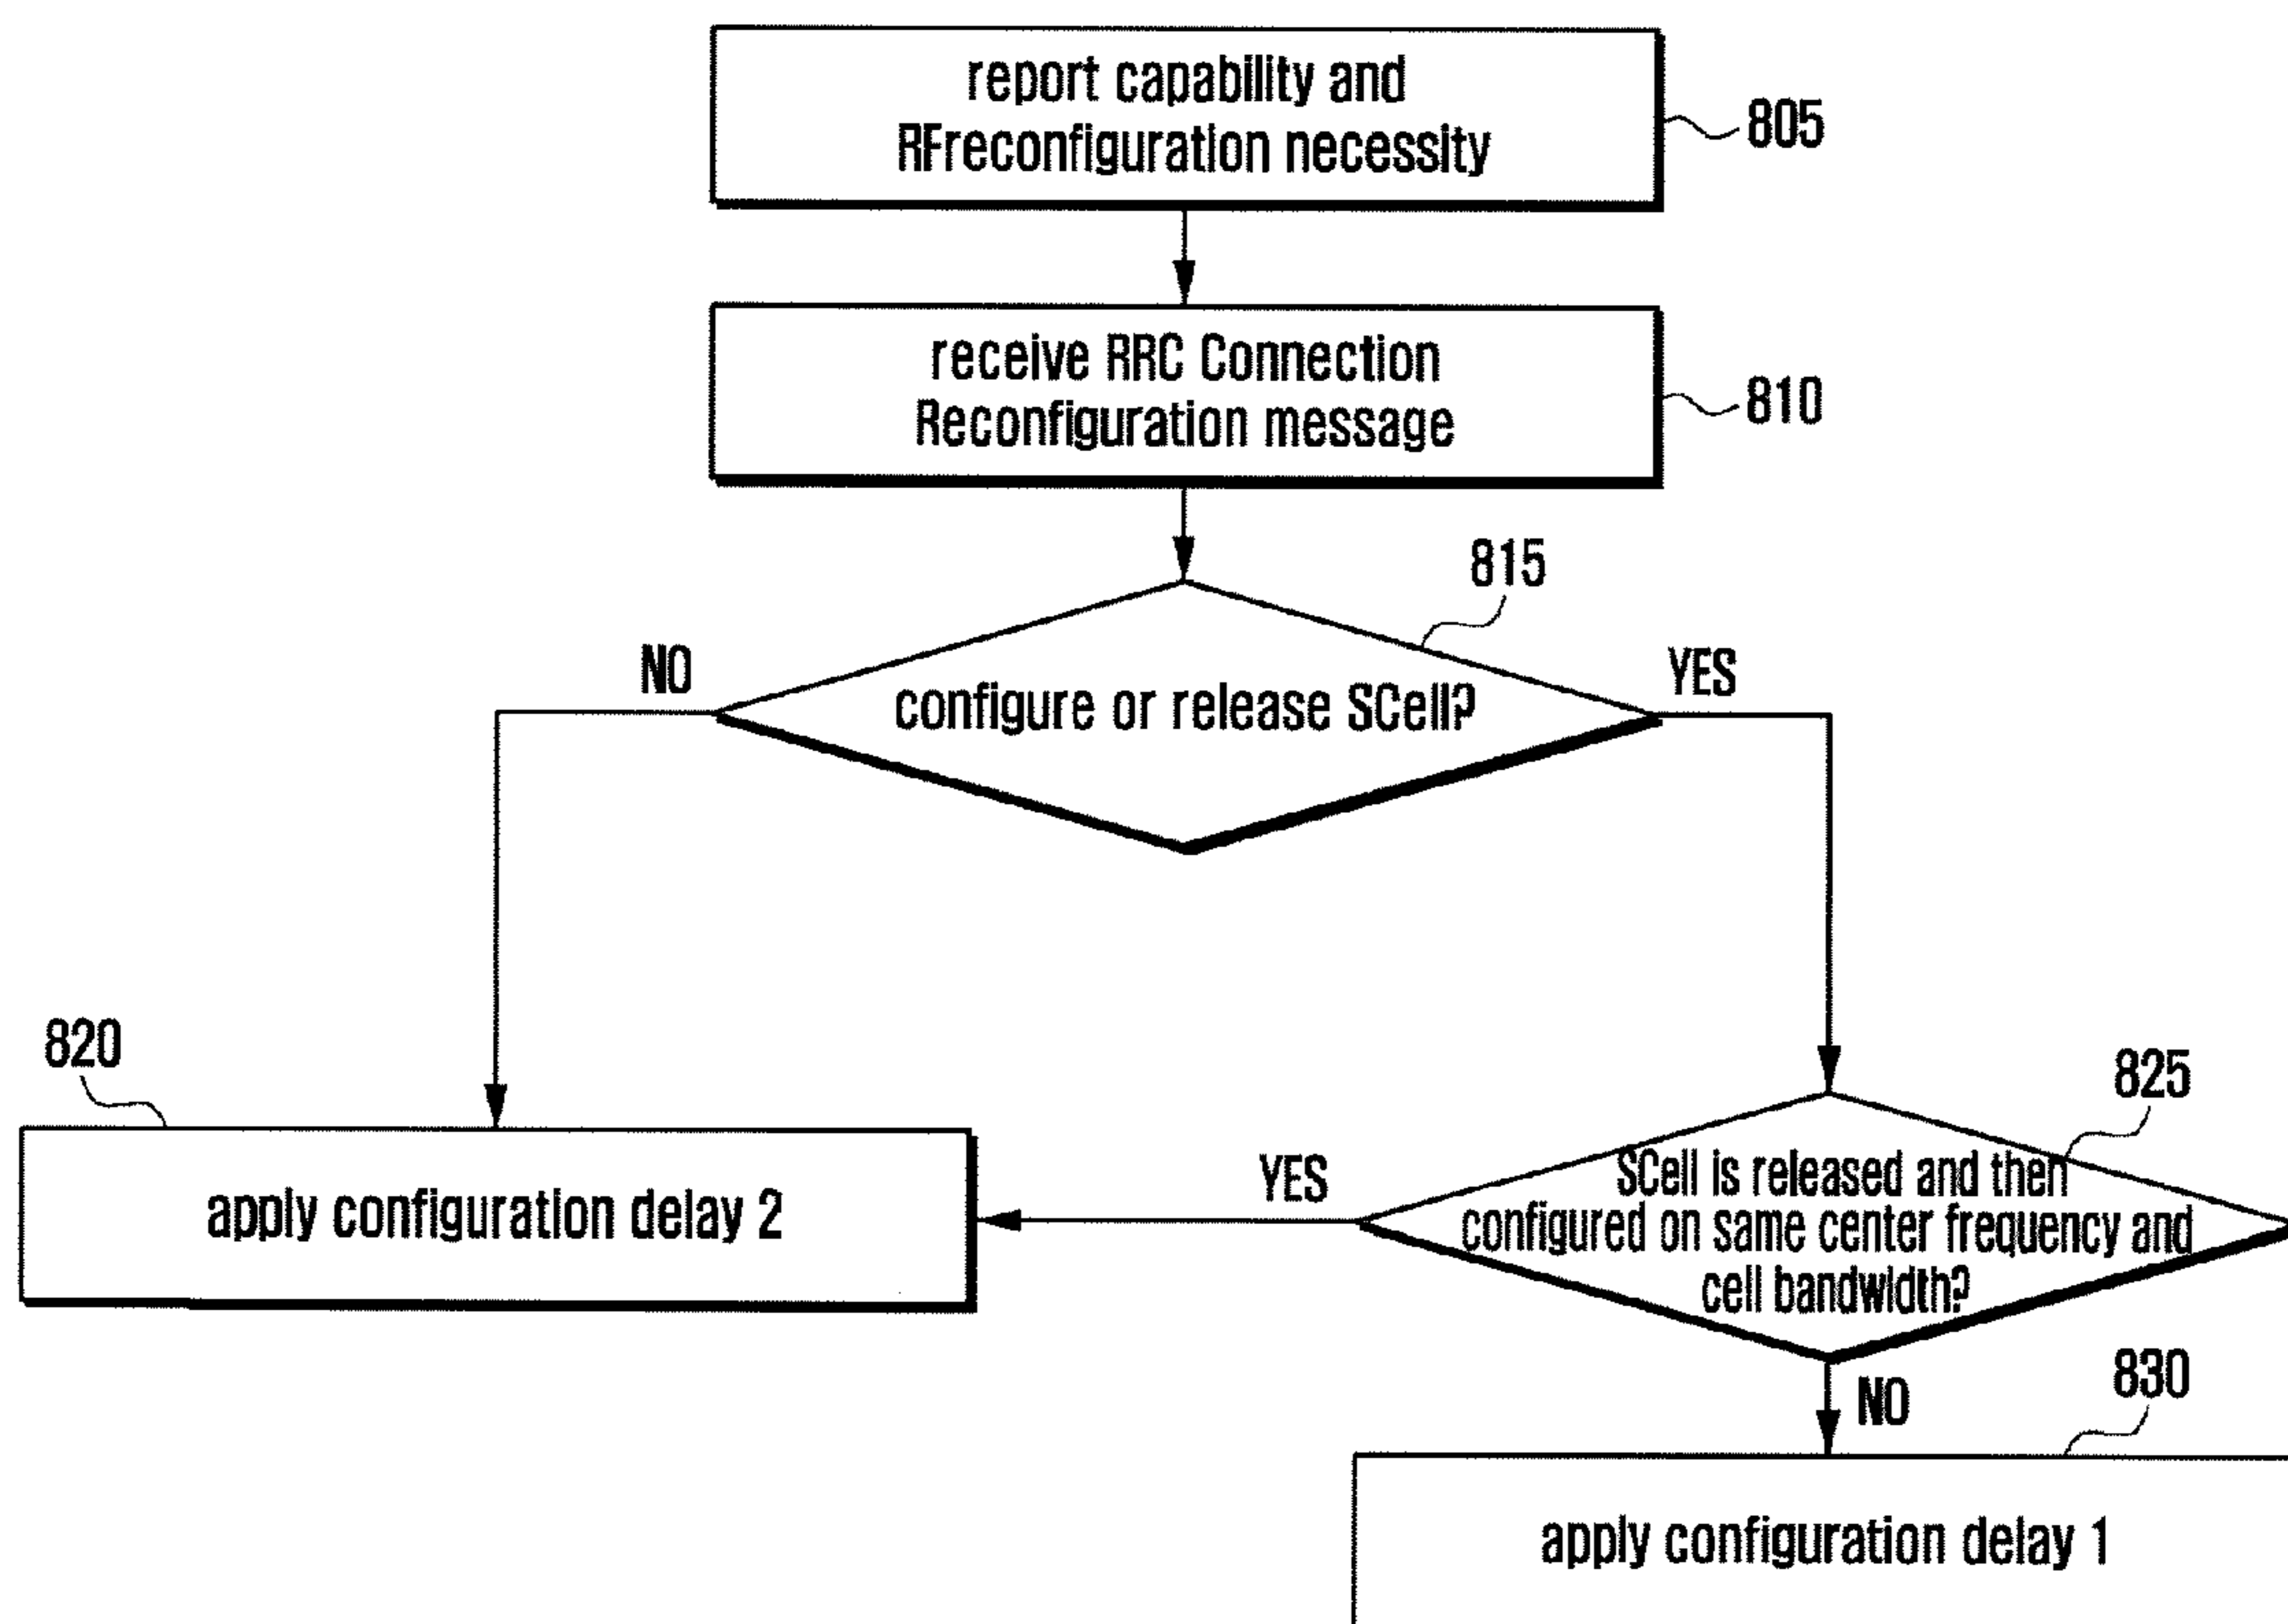 report capability and
RFreconfiguration necessity
805
receive RRC Connection
Reconfiguration message
810
815
NO
YES
configure or release SCell?
820
825
apply configuration delay 2
YES
SCell is released and then
configured on same center frequency and
cell bandwidth?
NO
830
apply configuration delay 1